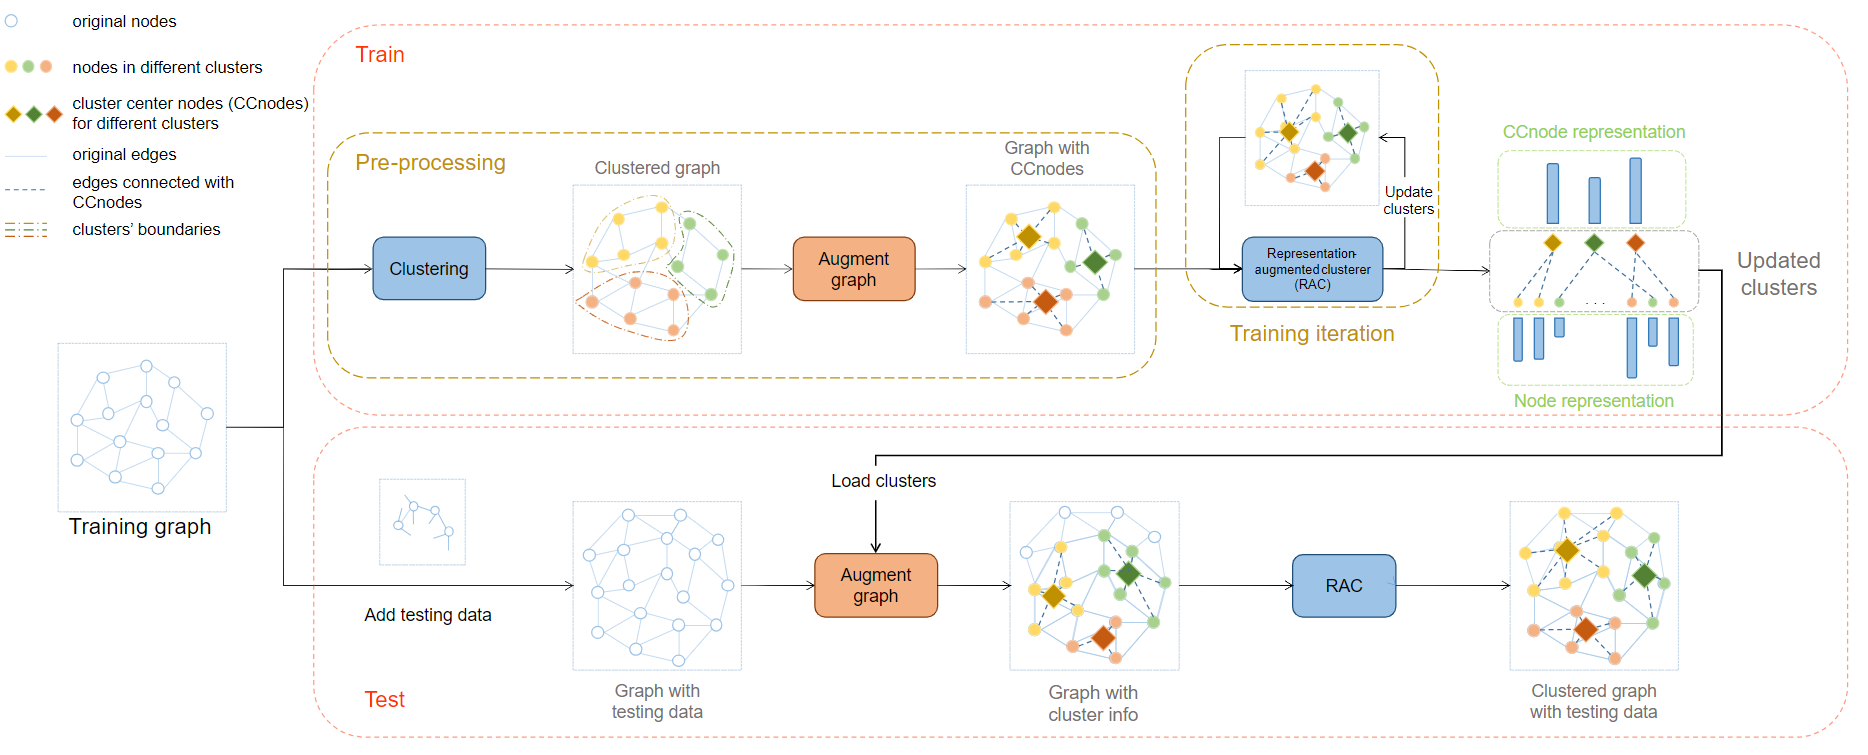 original nodes
nodes in different clusters
cluster center nodes (CCnodes)
for different clusters
original edges
edges connected with
CCnodes
clusters' boundaries
Train
Pre-processing
Clustering
Clustered graph
Augment
graph
Graph with
CCnodes
Update
clusters
Representation-
augmented clusterer
(RAC)
Training iteration
CCnode representation
. . .
Node representation
Updated
clusters
Training graph
Add testing data
Graph with
testing data
Load clusters
Augment
graph
Graph with
cluster info
RAC
Clustered graph
with testing data
Test